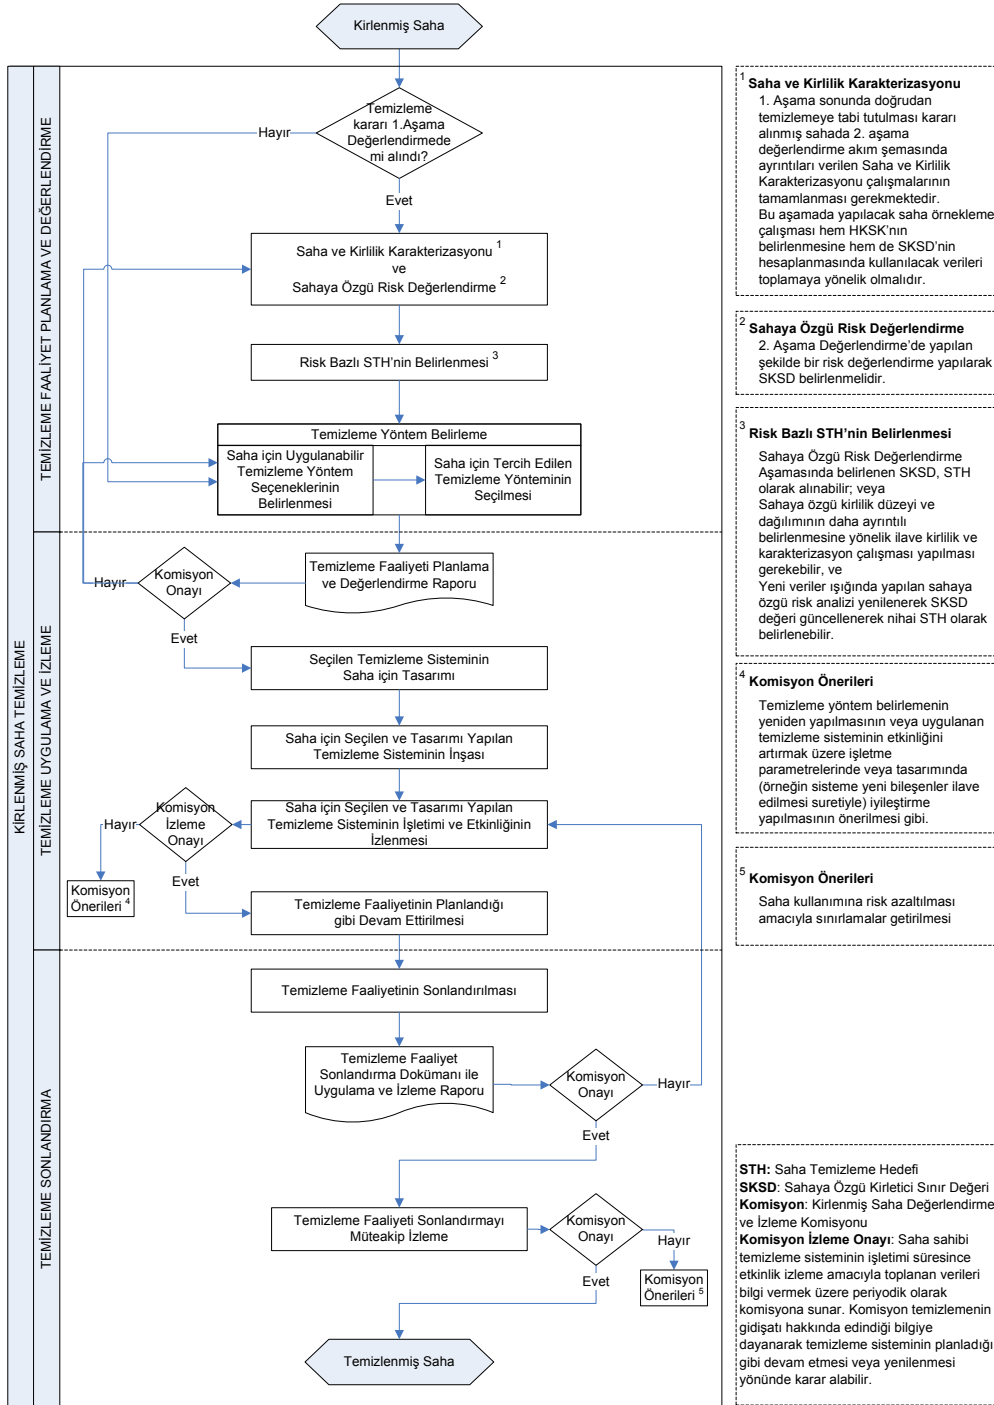 Kirlenmiş Saha
KİRLENMİŞ SAHA TEMİZLEME
TEMİZLEME FAALİYET PLANLAMA VE DEĞERLENDİRME
Temizleme
kararı 1.Aşama
Değerlendirmede
mi alındı?
Hayır
Evet
Saha ve Kirlilik Karakterizasyonu 1
ve
Sahaya Özgü Risk Değerlendirme 2
Risk Bazlı STH'nin Belirlenmesi 3
Temizleme Yöntem Belirleme
Saha için Uygulanabilir
Temizleme Yöntem
Seçeneklerinin
Belirlenmesi
Saha için Tercih Edilen
Temizleme Yönteminin
Seçilmesi
TEMİZLEME UYGULAMA VE İZLEME
Temizleme Faaliyeti Planlama
ve Değerlendirme Raporu
Komisyon
Onayı
Hayır
Evet
Seçilen Temizleme Sisteminin
Saha için Tasarımı
Saha için Seçilen ve Tasarımı Yapılan
Temizleme Sisteminin İnşası
Saha için Seçilen ve Tasarımı Yapılan
Temizleme Sisteminin İşletimi ve Etkinliğinin
İzlenmesi
Komisyon
İzleme
Onayı
Hayır
Evet
Komisyon
Önerileri 4
Temizleme Faaliyetinin Planlandığı
gibi Devam Ettirilmesi
TEMİZLEME SONLANDIRMA
Temizleme Faaliyetinin Sonlandırılması
Temizleme Faaliyet
Sonlandırma Dokümanı ile
Uygulama ve İzleme Raporu
Komisyon
Onayı
Hayır
Evet
Temizleme Faaliyeti Sonlandırmayı
Müteakip İzleme
Komisyon
Onayı
Hayır
Evet
Komisyon
Önerileri 5
Temizlenmiş Saha
1 Saha ve Kirlilik Karakterizasyonu
1. Aşama sonunda doğrudan
temizlemeye tabi tutulması kararı
alınmış sahada 2. aşama
değerlendirme akım şemasında
ayrıntıları verilen Saha ve Kirlilik
Karakterizasyonu çalışmalarının
tamamlanması gerekmektedir.
Bu aşamada yapılacak saha örnekleme
çalışması hem HKSK'nın
belirlenmesine hem de SKSD'nin
hesaplanmasında kullanılacak verileri
toplamaya yönelik olmalıdır.
2 Sahaya Özgü Risk Değerlendirme
2. Aşama Değerlendirme'de yapılan
şekilde bir risk değerlendirme yapılarak
SKSD belirlenmelidir.
3 Risk Bazlı STH'nin Belirlenmesi
Sahaya Özgü Risk Değerlendirme
Aşamasında belirlenen SKSD, STH
olarak alınabilir; veya
Sahaya özgü kirlilik düzeyi ve
dağılımının daha ayrıntılı
belirlenmesine yönelik ilave kirlilik ve
karakterizasyon çalışması yapılması
gerekebilir, ve
Yeni veriler ışığında yapılan sahaya
özgü risk analizi yenilenerek SKSD
değeri güncellenerek nihai STH olarak
belirlenebilir.
4 Komisyon Önerileri
Temizleme yöntem belirlemenin
yeniden yapılmasının veya uygulanan
temizleme sisteminin etkinliğini
artırmak üzere işletme
parametrelerinde veya tasarımında
(örneğin sisteme yeni bileşenler ilave
edilmesi suretiyle) iyileştirme
yapılmasının önerilmesi gibi.
5 Komisyon Önerileri
Saha kullanımına risk azaltılması
amacıyla sınırlamalar getirilmesi
STH: Saha Temizleme Hedefi
SKSD: Sahaya Özgü Kirletici Sınır Değeri
Komisyon: Kirlenmiş Saha Değerlendirme
ve İzleme Komisyonu
Komisyon İzleme Onayı: Saha sahibi
temizleme sisteminin işletimi süresince
etkinlik izleme amacıyla toplanan verileri
bilgi vermek üzere periyodik olarak
komisyona sunar. Komisyon temizlemenin
gidişatı hakkında edindiği bilgiye
dayanarak temizleme sisteminin planladığı
gibi devam etmesi veya yenilenmesi
yönünde karar alabilir.